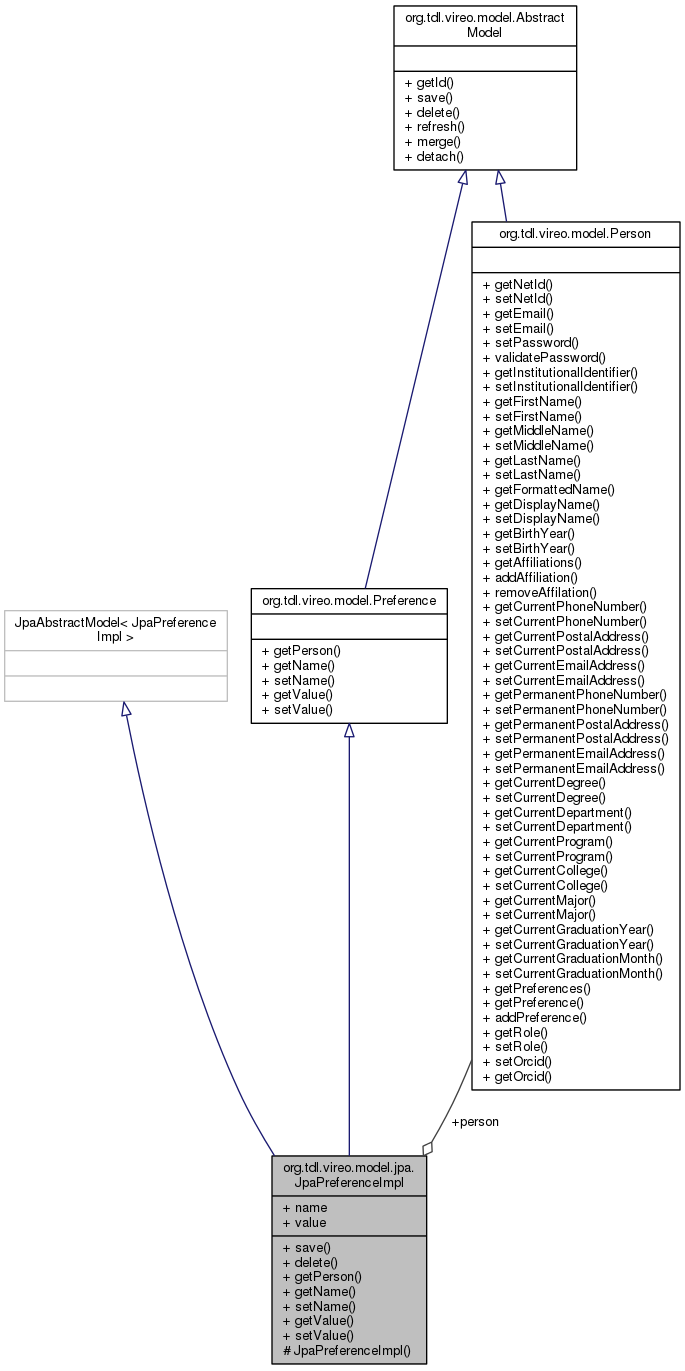 org.tdl.vireo.model.Abstract
Model
+ getId()
+ save()
+ delete()
+ refresh()
+ merge()
+ detach()
org.tdl.vireo.model.Person
+ getNetId()
+ setNetId()
+ getEmail()
+ setEmail()
+ setPassword()
+ validatePassword()
+ getInstitutionalIdentifier()
+ setInstitutionalIdentifier()
+ getFirstName()
+ setFirstName()
+ getMiddleName()
+ setMiddleName()
+ getLastName()
+ setLastName()
+ getFormattedName()
+ getDisplayName()
+ setDisplayName()
+ getBirthYear()
+ setBirthYear()
+ getAffiliations()
+ addAffiliation()
+ removeAffilation()
+ getCurrentPhoneNumber()
+ setCurrentPhoneNumber()
+ getCurrentPostalAddress()
+ setCurrentPostalAddress()
+ getCurrentEmailAddress()
+ setCurrentEmailAddress()
+ getPermanentPhoneNumber()
+ setPermanentPhoneNumber()
+ getPermanentPostalAddress()
+ setPermanentPostalAddress()
+ getPermanentEmailAddress()
+ setPermanentEmailAddress()
+ getCurrentDegree()
+ setCurrentDegree()
+ getCurrentDepartment()
+ setCurrentDepartment()
+ getCurrentProgram()
+ setCurrentProgram()
+ getCurrentCollege()
+ setCurrentCollege()
+ getCurrentMajor()
+ setCurrentMajor()
+ getCurrentGraduationYear()
+ setCurrentGraduationYear()
+ getCurrentGraduationMonth()
+ setCurrentGraduationMonth()
+ getPreferences()
+ getPreference()
+ addPreference()
+ getRole()
+ setRole()
+ setOrcid()
+ getOrcid()
org.tdl.vireo.model.Preference
+ getPerson()
+ getName()
+ setName()
+ getValue()
+ setValue()
JpaAbstractModel< JpaPreference
Impl >
+person
org.tdl.vireo.model.jpa.
JpaPreferenceImpl
+ name
+ value
+ save()
+ delete()
+ getPerson()
+ getName()
+ setName()
+ getValue()
+ setValue()
# JpaPreferenceImpl()